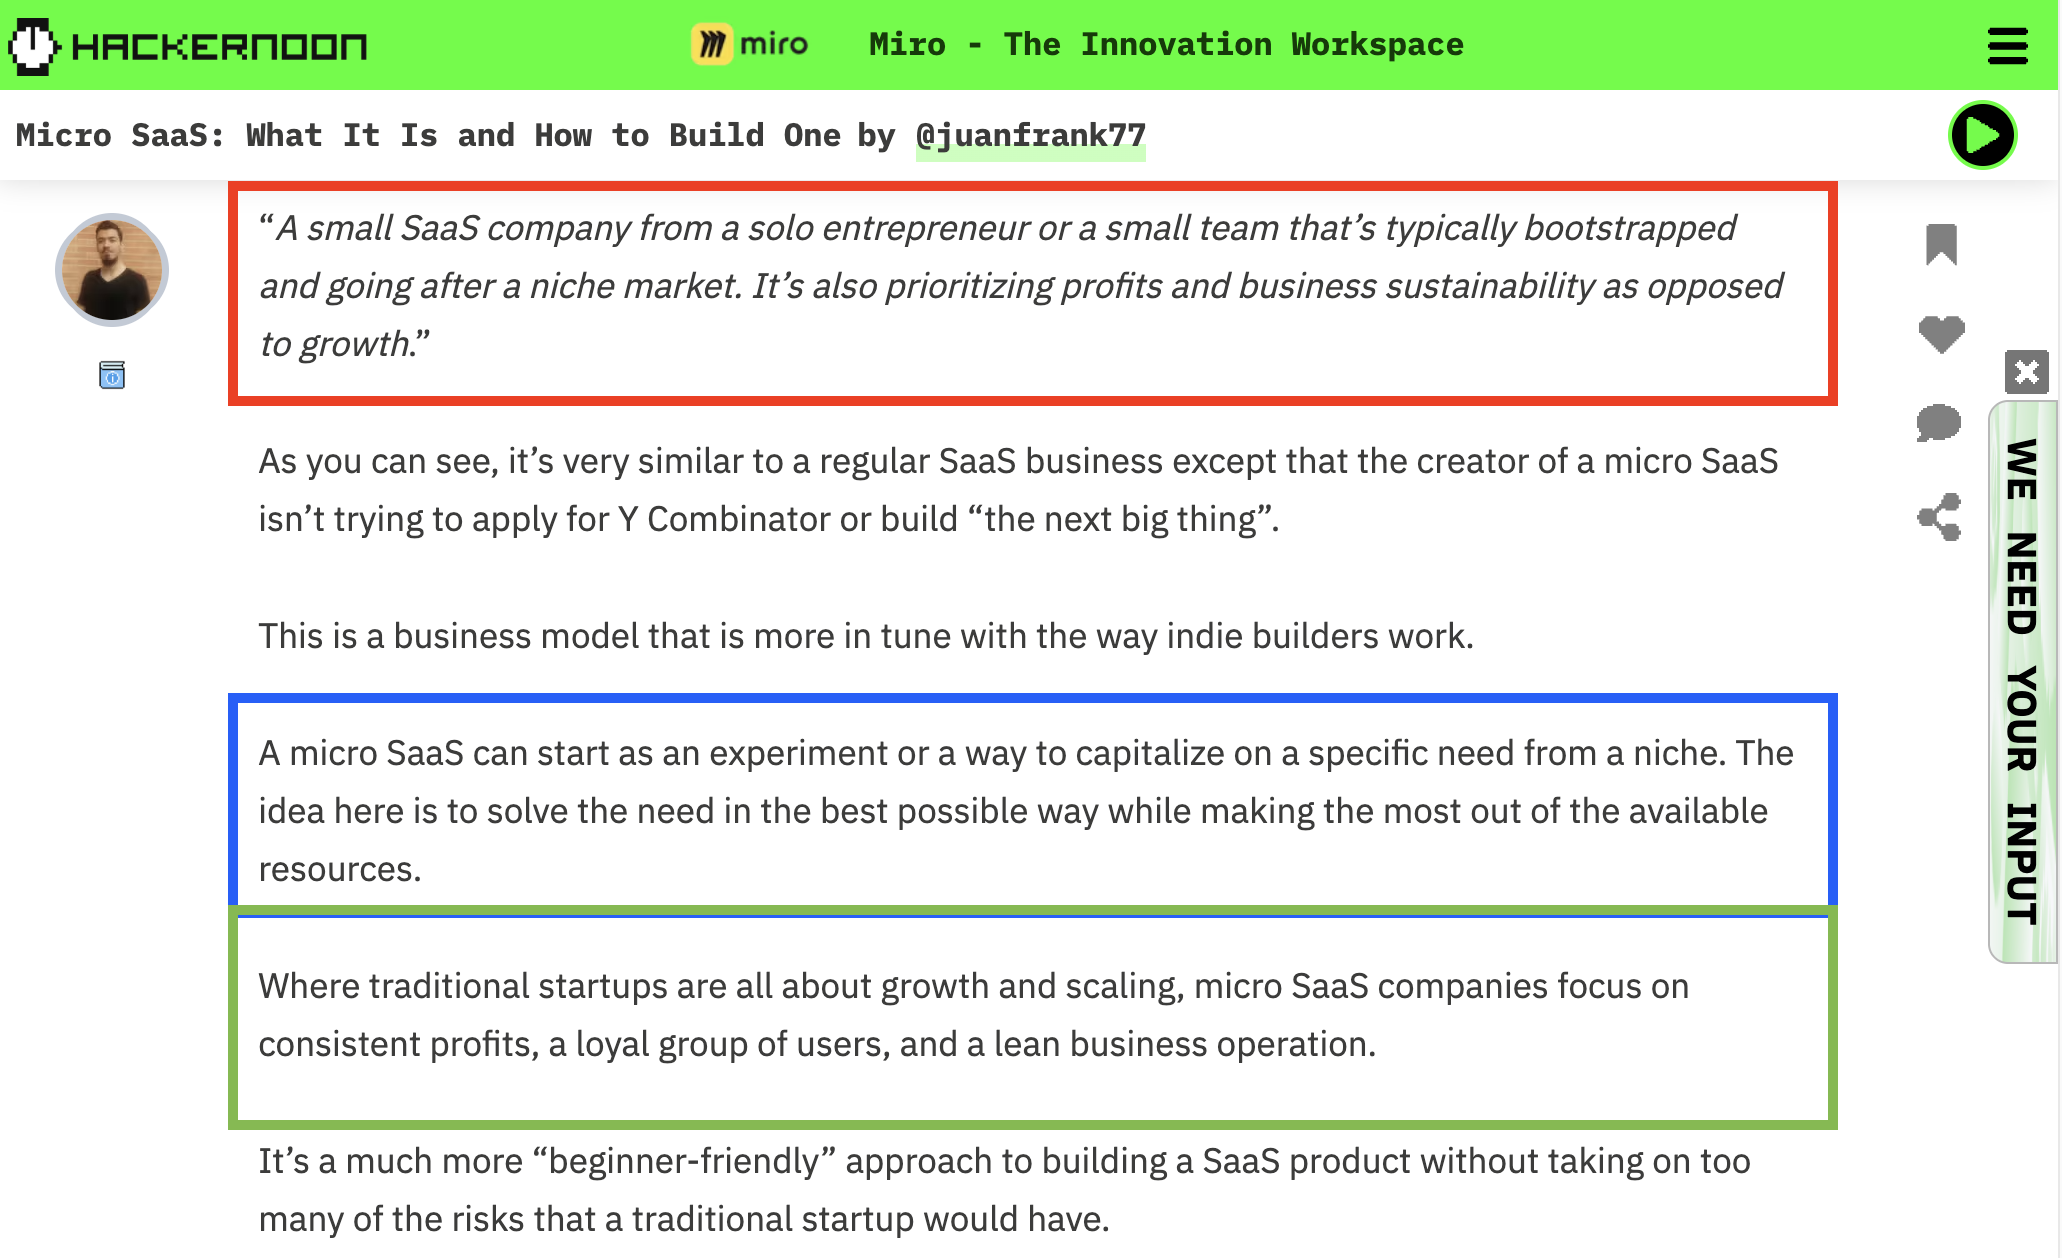 HACKERNOON
miro
Miro - The Innovation Workspace
Micro SaaS: What It Is and How to Build One by @juanfrank77
“A small SaaS company from a solo entrepreneur or a small team that’s typically bootstrapped
and going after a niche market. It’s also prioritizing profits and business sustainability as opposed
to growth.”
As you can see, it’s very similar to a regular SaaS business except that the creator of a micro SaaS
isn’t trying to apply for Y Combinator or build “the next big thing”.
This is a business model that is more in tune with the way indie builders work.
A micro SaaS can start as an experiment or a way to capitalize on a specific need from a niche. The
idea here is to solve the need in the best possible way while making the most out of the available
resources.
Where traditional startups are all about growth and scaling, micro SaaS companies focus on
consistent profits, a loyal group of users, and a lean business operation.
It’s a much more “beginner-friendly” approach to building a SaaS product without taking on too
many of the risks that a traditional startup would have.
WE NEED YOUR INPUT